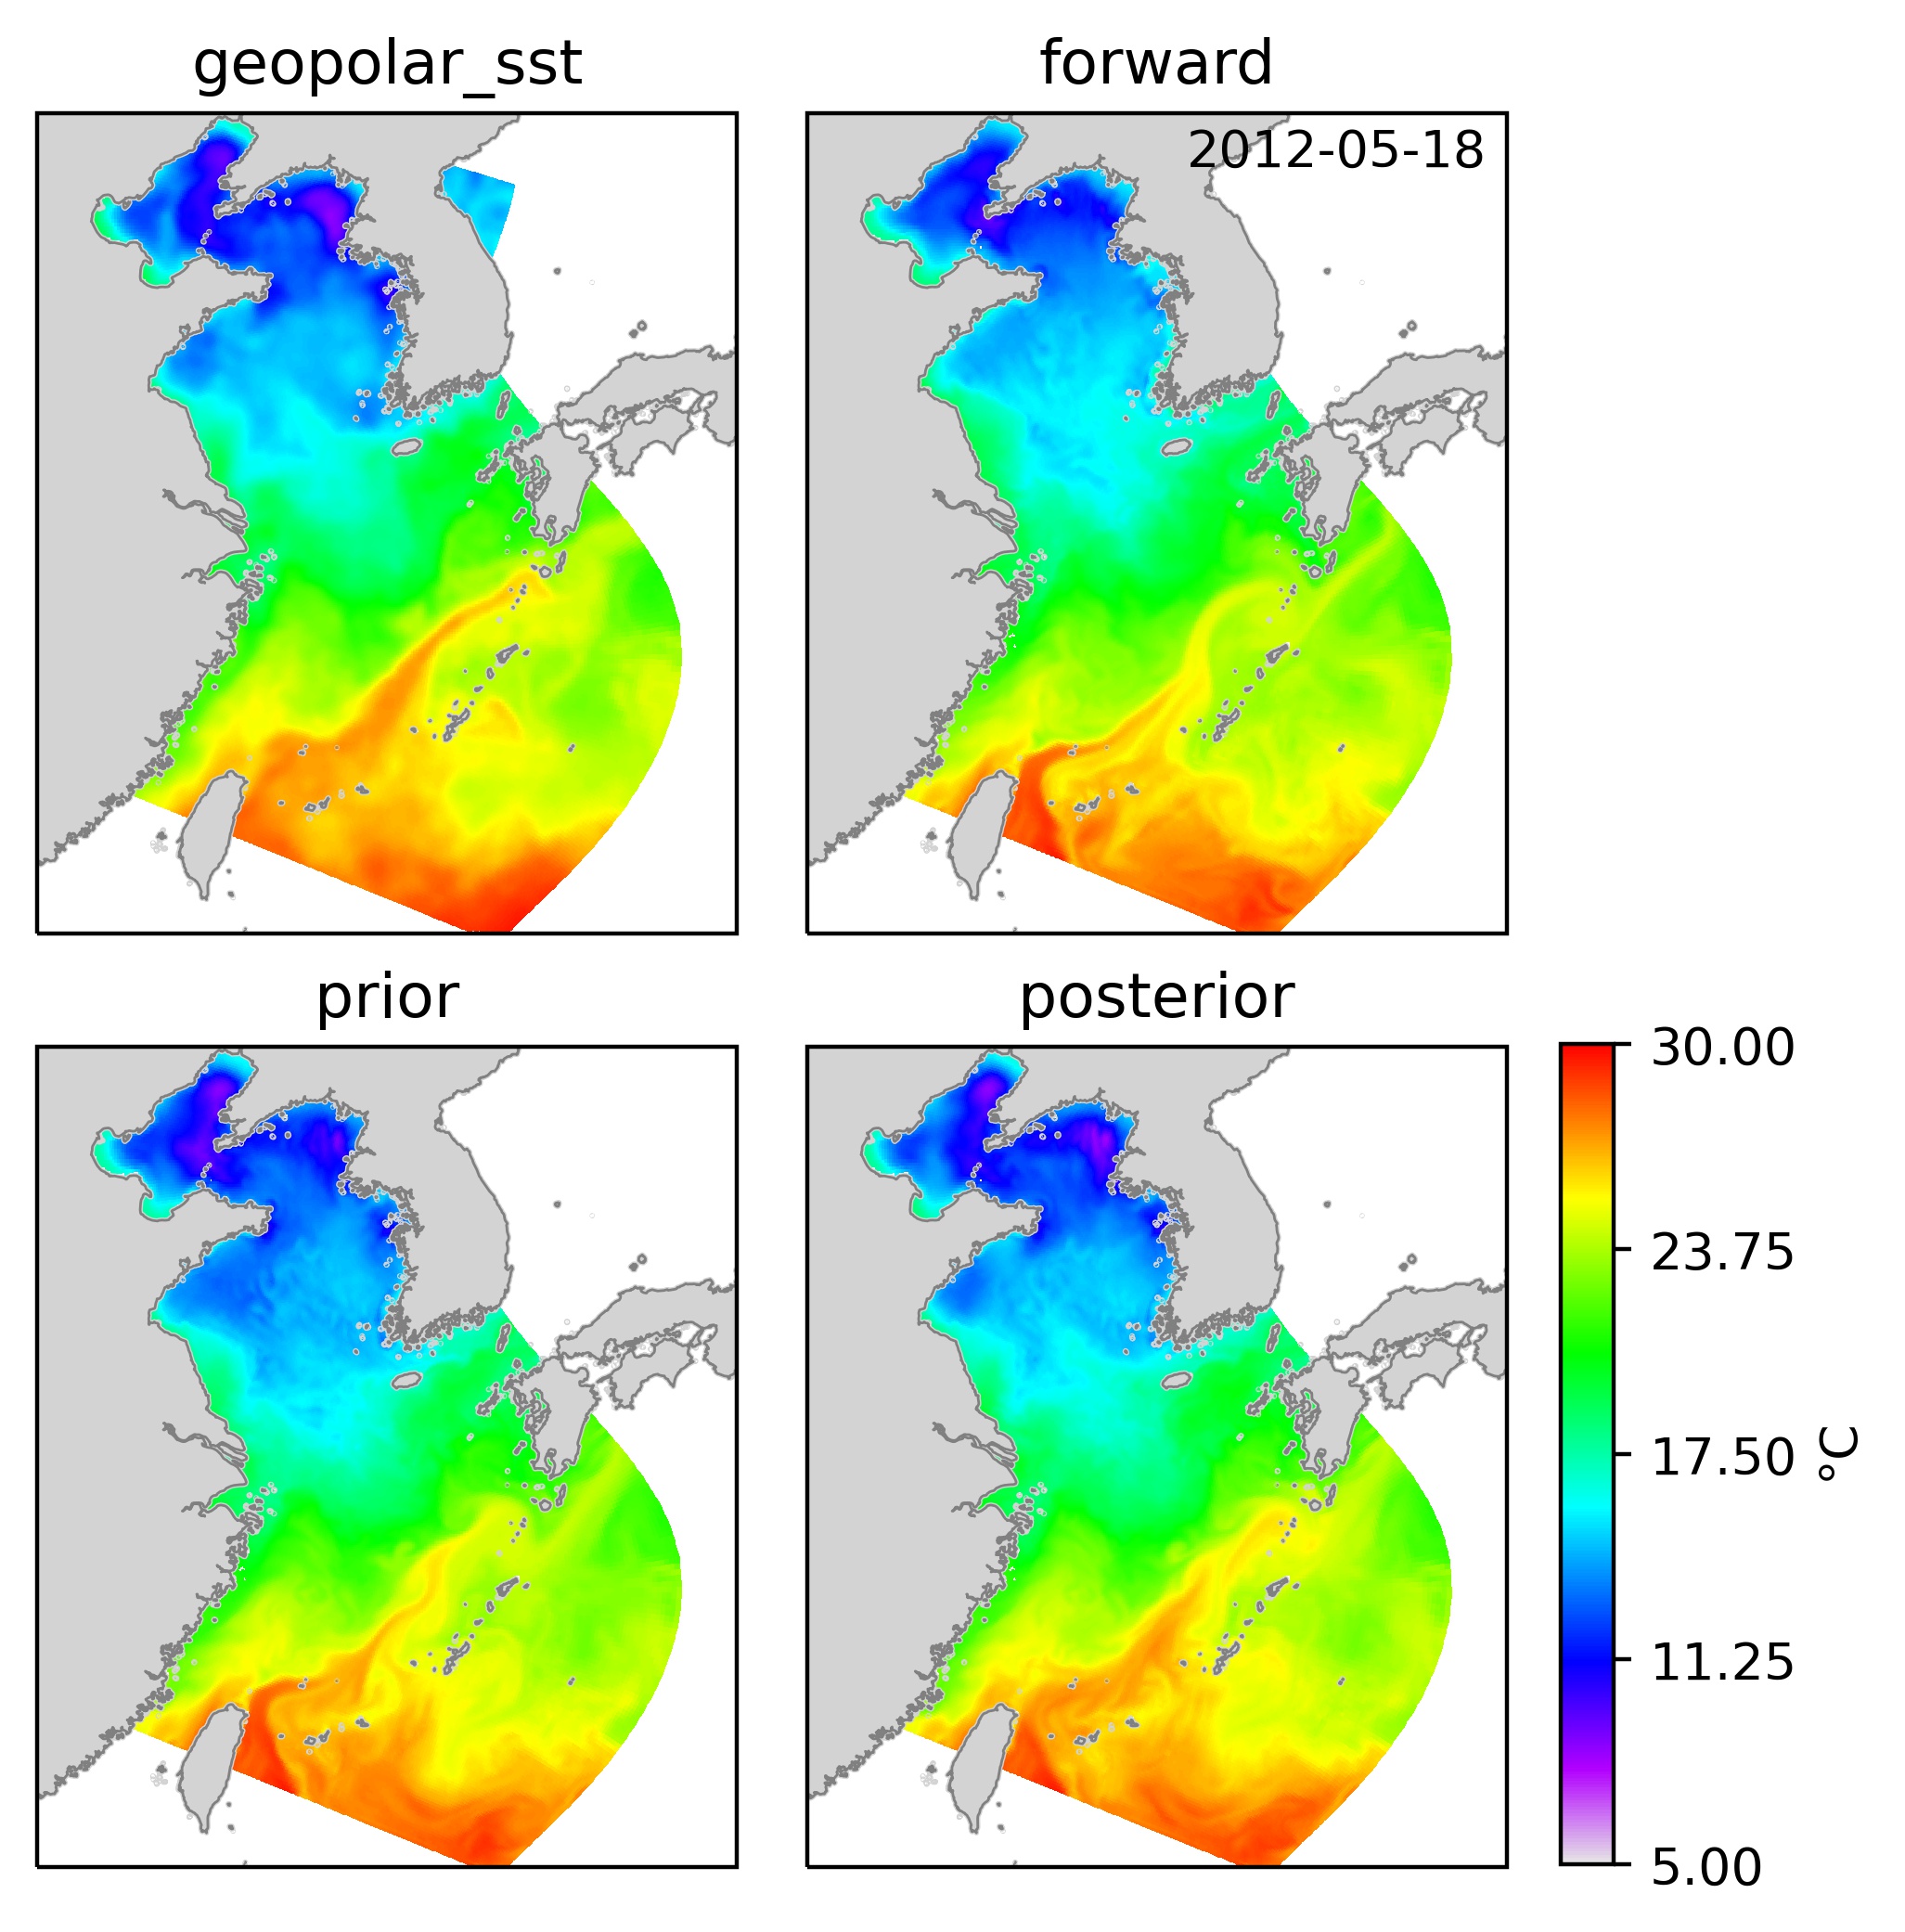 geopolar_sst
forward
2012-05-18
prior
posterior
30.00
23.75
17.50
11.25
5.00
°C